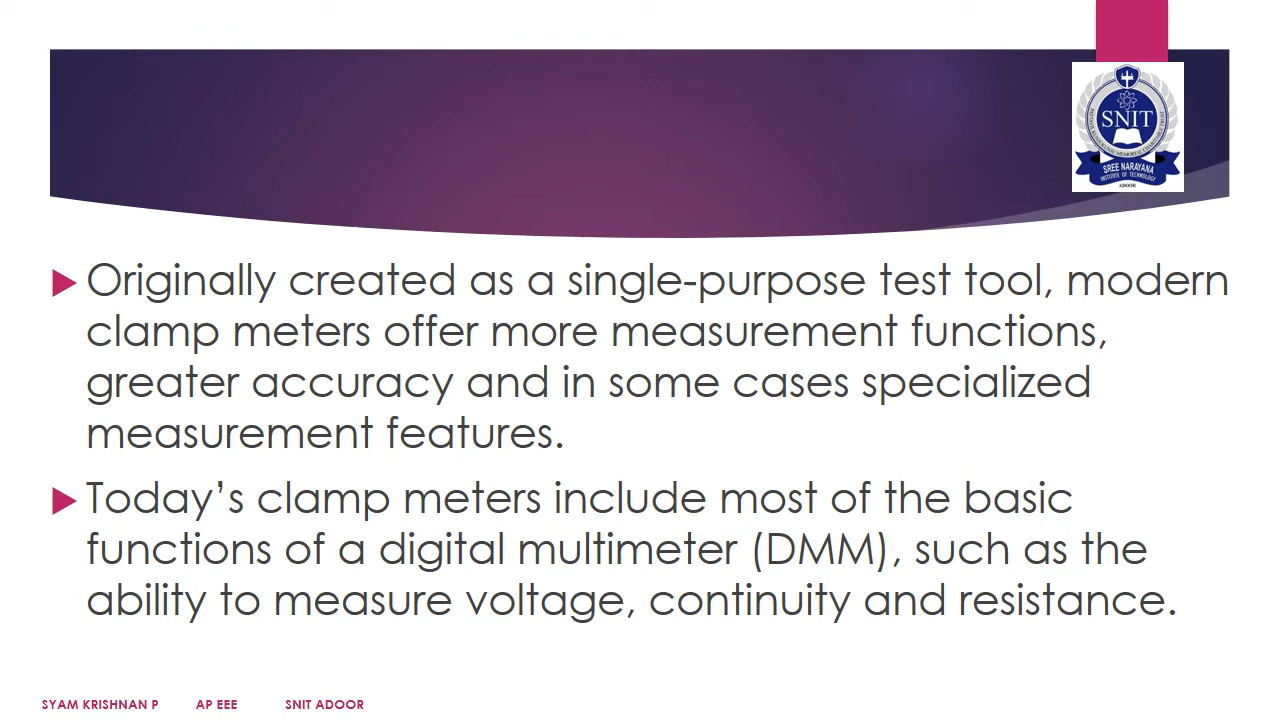 SNIT
SREE NARAYANA
INSTITUTE OF TECHNOLOGY
ADOOR
Originally created as a single-purpose test tool, modern
clamp meters offer more measurement functions,
greater accuracy and in some cases specialized
measurement features.
Today’s clamp meters include most of the basic
functions of a digital multimeter (DMM), such as the
ability to measure voltage, continuity and resistance.
SYAM KRISHNAN P AP EEE SNIT ADOOR